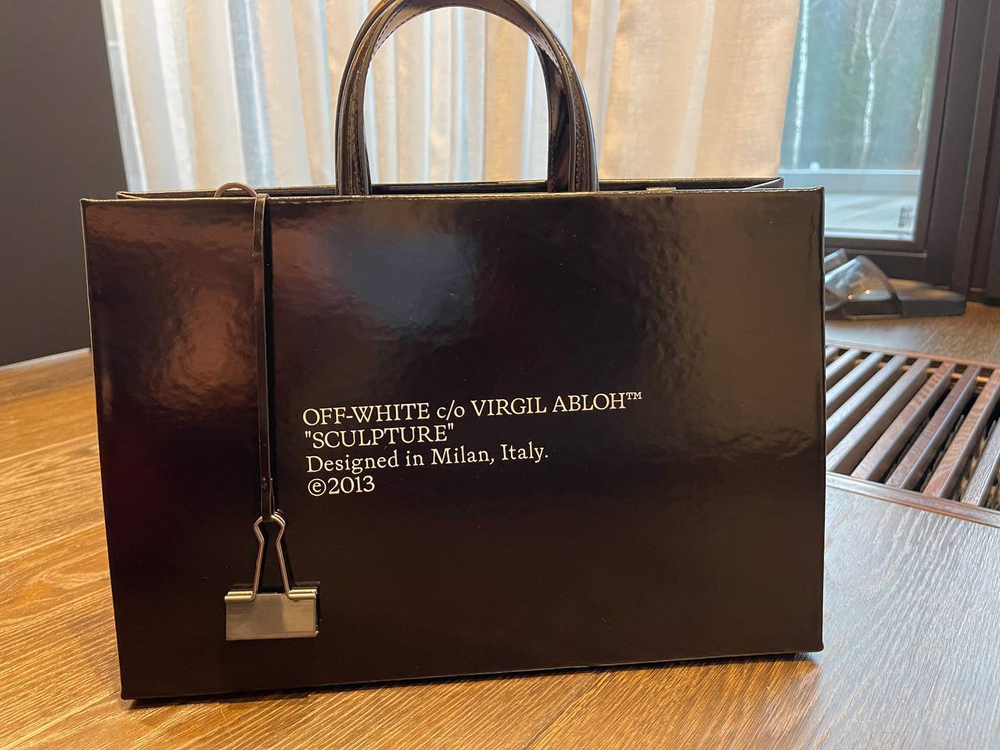 OFF-WHITE c/o VIRGIL ABLOH™
"SCULPTURE"
Designed in Milan, Italy.
©2013